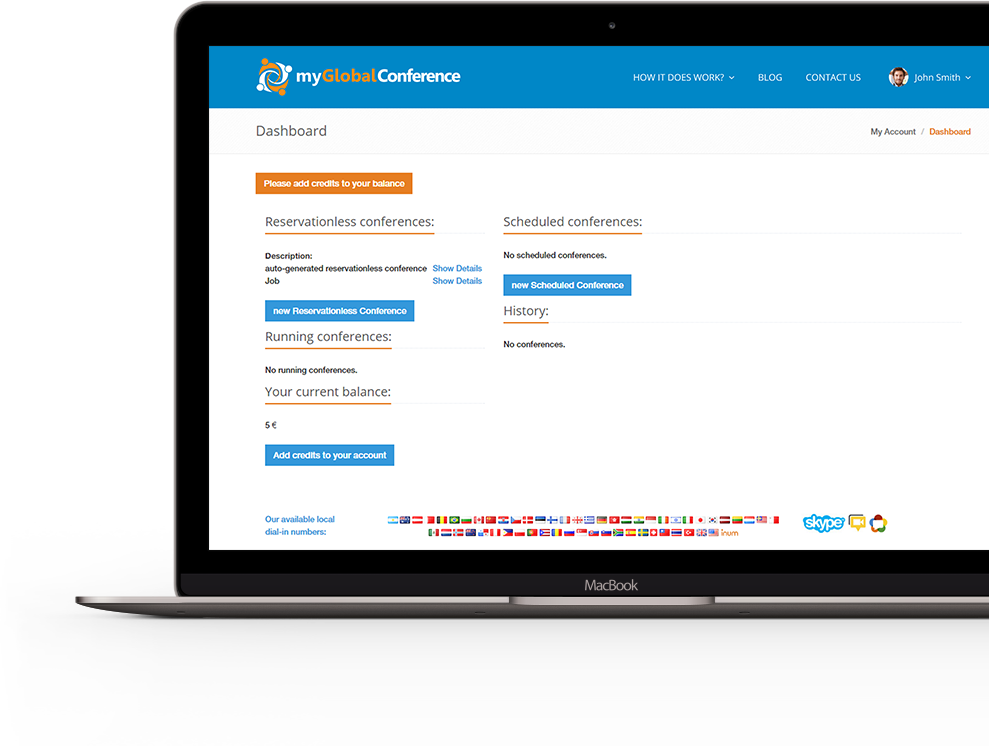 myGlobalConference
HOW IT DOES WORK?
BLOG
CONTACT US
John Smith
Dashboard
My Account / Dashboard
Please add credits to your balance
Reservationless conferences:
Description:
auto-generated reservationless conference Show Details
Job Show Details
new Reservationless Conference
Running conferences:
No running conferences.
Your current balance:
5 €
Add credits to your account
Scheduled conferences:
No scheduled conferences.
new Scheduled Conference
History:
No conferences.
Our available local
dial-in numbers:
inum
skype
MacBook